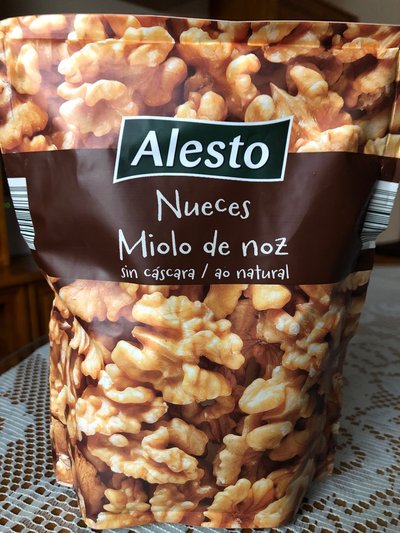 Alesto
Nueces
Miolo de noz
sin cáscara / ao natural